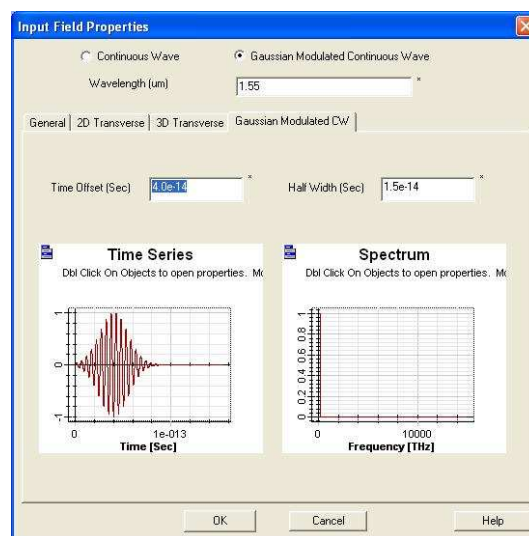 Input Field Properties
Continuous Wave
Gaussian Modulated Continuous Wave
Wavelength (um)
1.55
*
General
2D Transverse
3D Transverse
Gaussian Modulated CW
Time Offset (Sec)
4.0e-14
*
Half Width (Sec)
1.5e-14
*
Time Series
Dbl Click On Objects to open properties. Mo
1
0
-1
0
1e-013
Time [Sec]
Spectrum
Dbl Click On Objects to open properties. Mo
1
0.8
0.6
0.4
0.2
0
0
10000
Frequency [THz]
OK
Cancel
Help